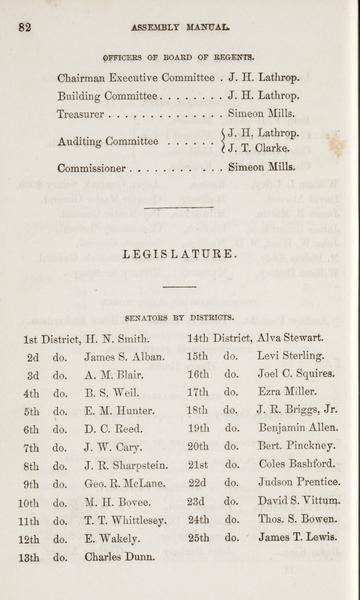 82 ASSEMBLY MANUAL.
OFFICERS OF BOARD OF REGENTS.
Chairman Executive Committee . J. H. Lathrop.
Building Committee . . . . . . . . J. H. Lathrop.
Treasurer . . . . . . . . . . . . . . Simeon Mills.
Auditing Committee . . . . . . { J. H. Lathrop.
J. T. Clarke.
Commissioner . . . . . . . . . . . Simeon Mills.
LEGISLATURE.
SENATORS BY DISTRICTS.
1st District, H. N. Smith.
2d do. James S. Alban.
3d do. A. M. Blair.
4th do. B. S. Weil.
5th do. E. M. Hunter.
6th do. D. C. Reed.
7th do. J. W. Cary.
8th do. J. R. Sharpstein.
9th do. Geo. R. McLane.
10th do. M. H. Bovee.
11th do. T. T. Whittlesey.
12th do. E. Wakely.
13th do. Charles Dunn.
14th District, Alva Stewart.
15th do. Levi Sterling.
16th do. Joel C. Squires.
17th do. Ezra Miller.
18th do. J. R. Briggs, Jr.
19th do. Benjamin Allen.
20th do. Bert. Pinckney.
21st do. Coles Bashford.
22d do. Judson Prentice.
23d do. David S. Vittum.
24th do. Thos. S. Bowen.
25th do. James T. Lewis.